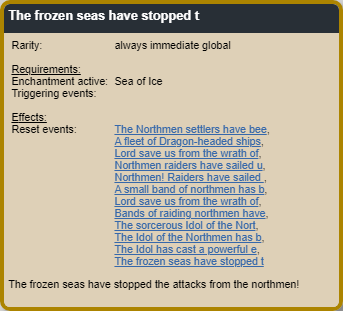 The frozen seas have stopped t
Rarity: always immediate global
Requirements:
Enchantment active: Sea of Ice
Triggering events:
Effects:
Reset events: The Northmen settlers have bee,
A fleet of Dragon-headed ships,
Lord save us from the wrath of,
Northmen raiders have sailed u,
Northmen! Raiders have sailed ,
A small band of northmen has b,
Lord save us from the wrath of,
Bands of raiding northmen have,
The sorcerous Idol of the Nort,
The Idol of the Northmen has b,
The Idol has cast a powerful e,
The frozen seas have stopped t
The frozen seas have stopped the attacks from the northmen!